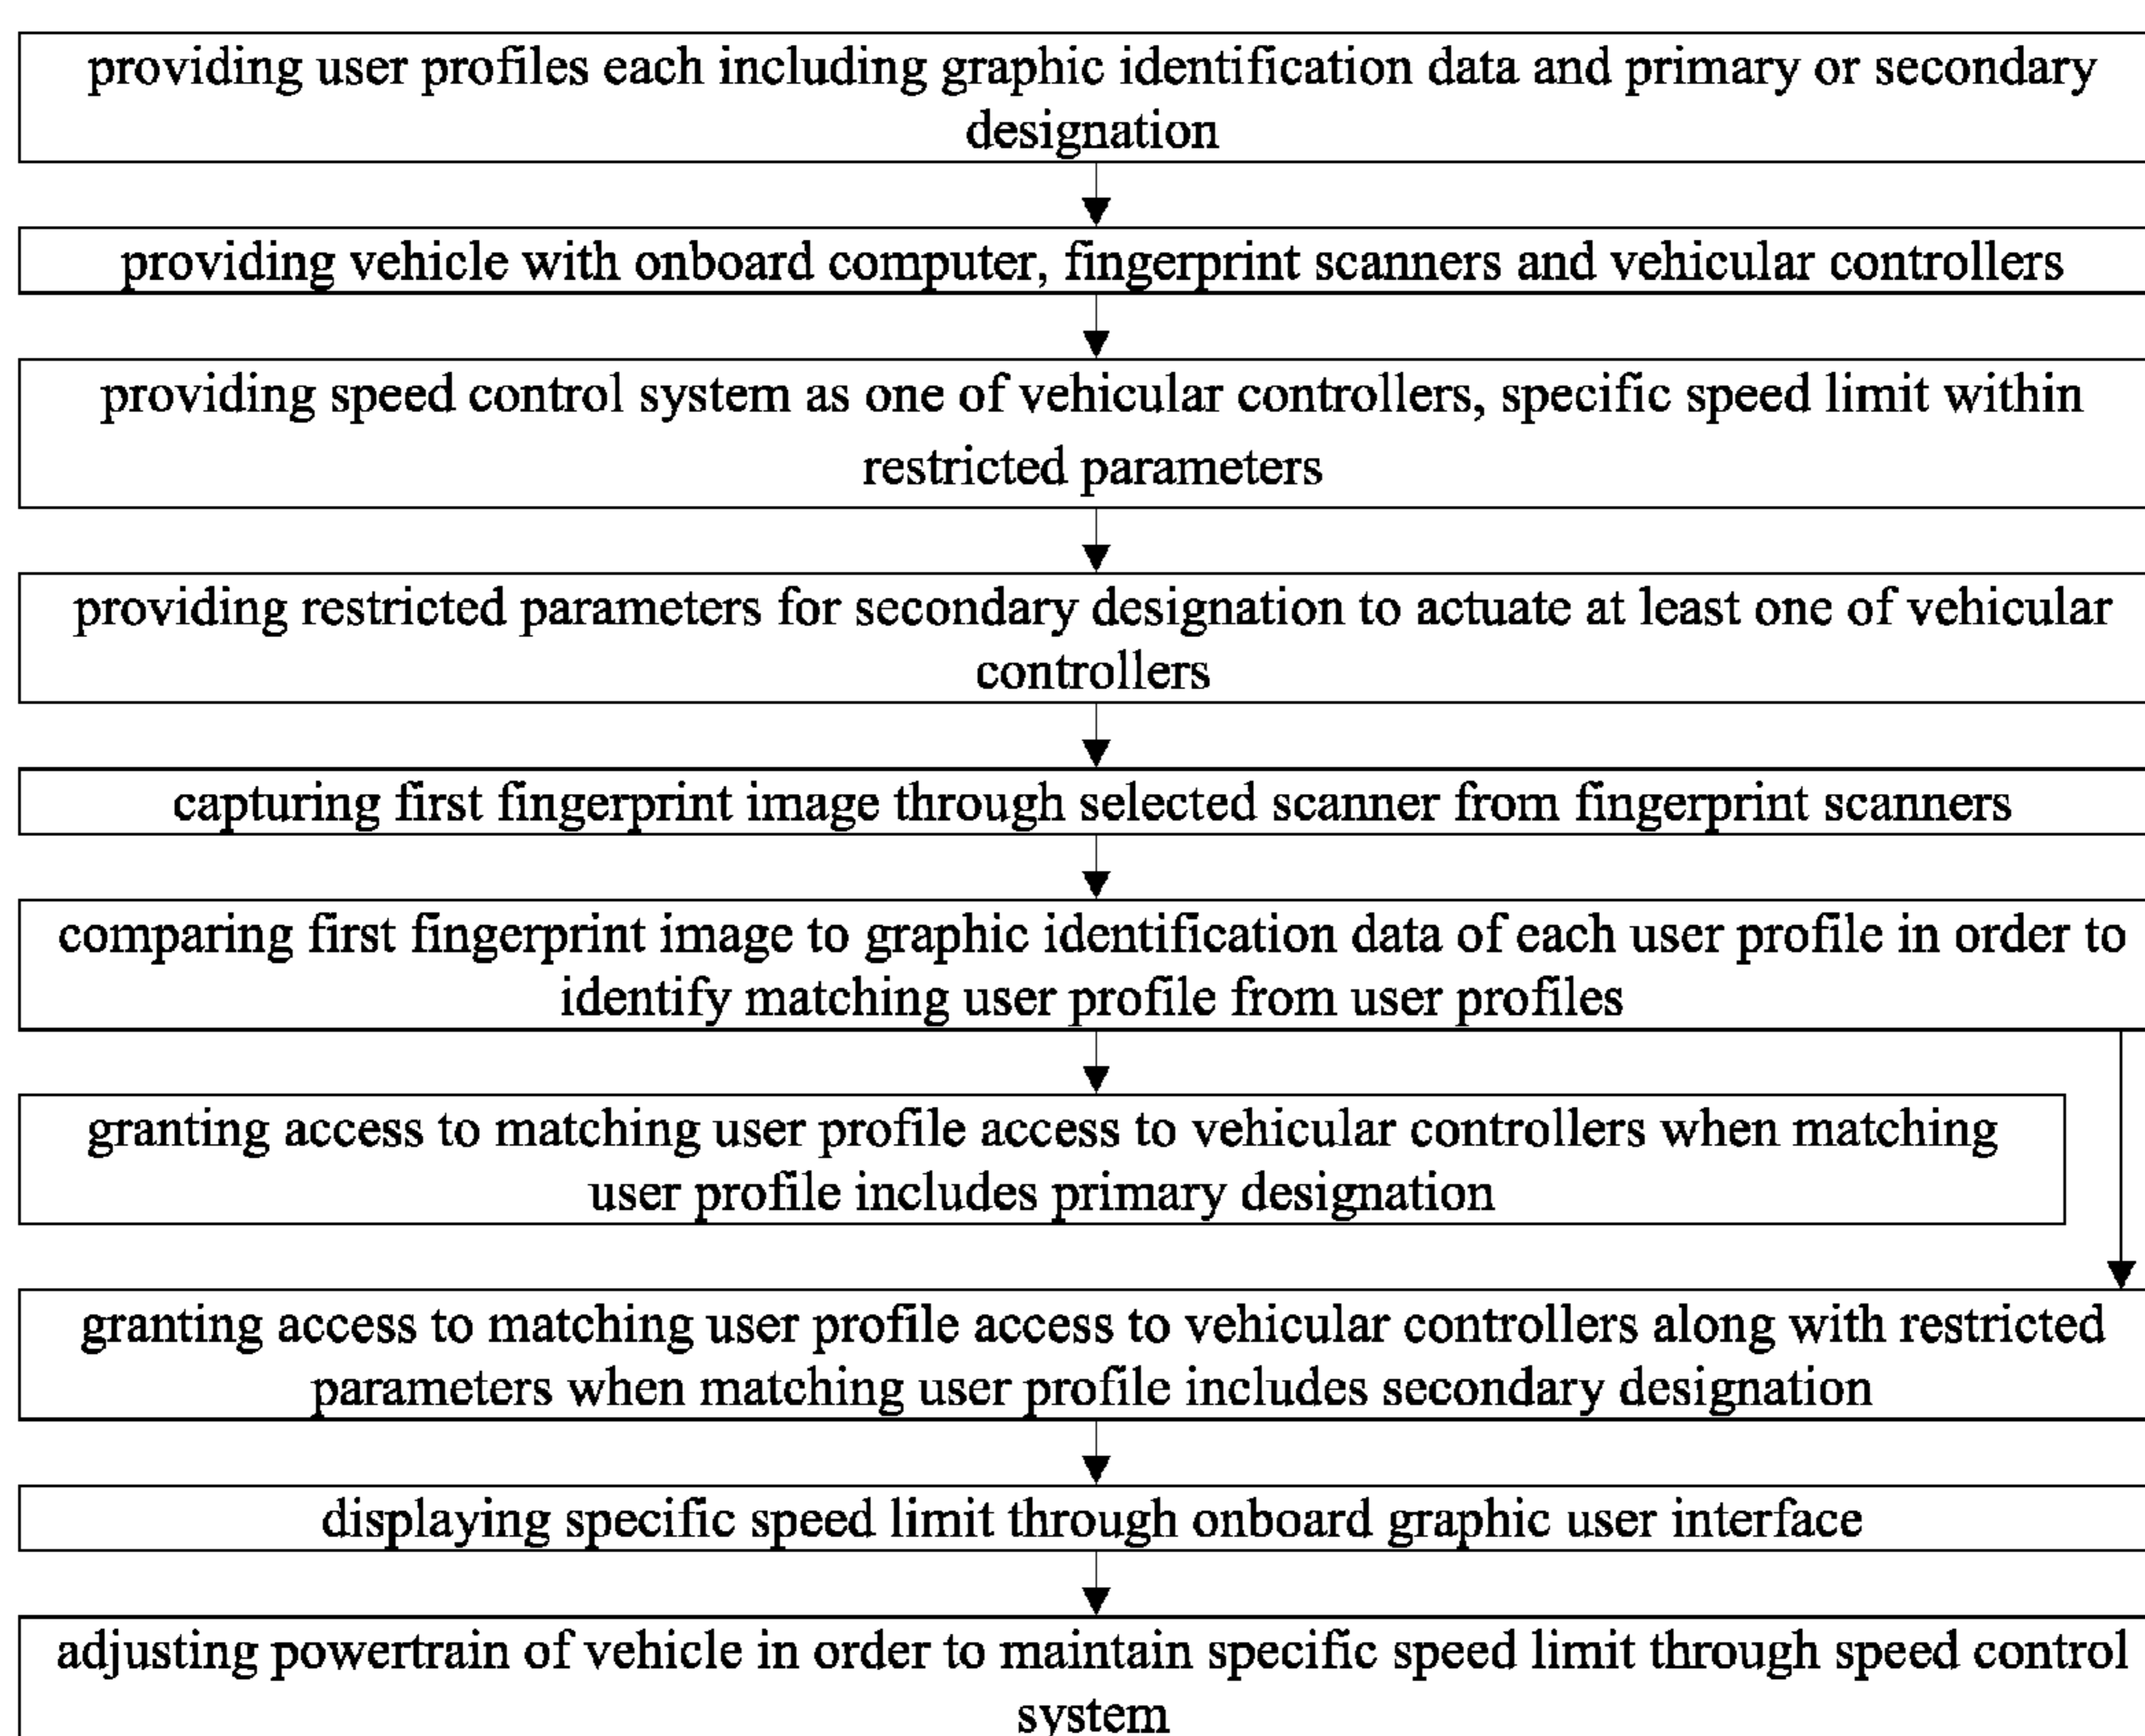 providing user profiles each including graphic identification data and primary or secondary
designation
providing vehicle with onboard computer, fingerprint scanners and vehicular controllers
providing speed control system as one of vehicular controllers, specific speed limit within
restricted parameters
providing restricted parameters for secondary designation to actuate at least one of vehicular
controllers
capturing first fingerprint image through selected scanner from fingerprint scanners
comparing first fingerprint image to graphic identification data of each user profile in order to
identify matching user profile from user profiles
granting access to matching user profile access to vehicular controllers when matching
user profile includes primary designation
granting access to matching user profile access to vehicular controllers along with restricted
parameters when matching user profile includes secondary designation
displaying specific speed limit through onboard graphic user interface
adjusting powertrain of vehicle in order to maintain specific speed limit through speed control
system